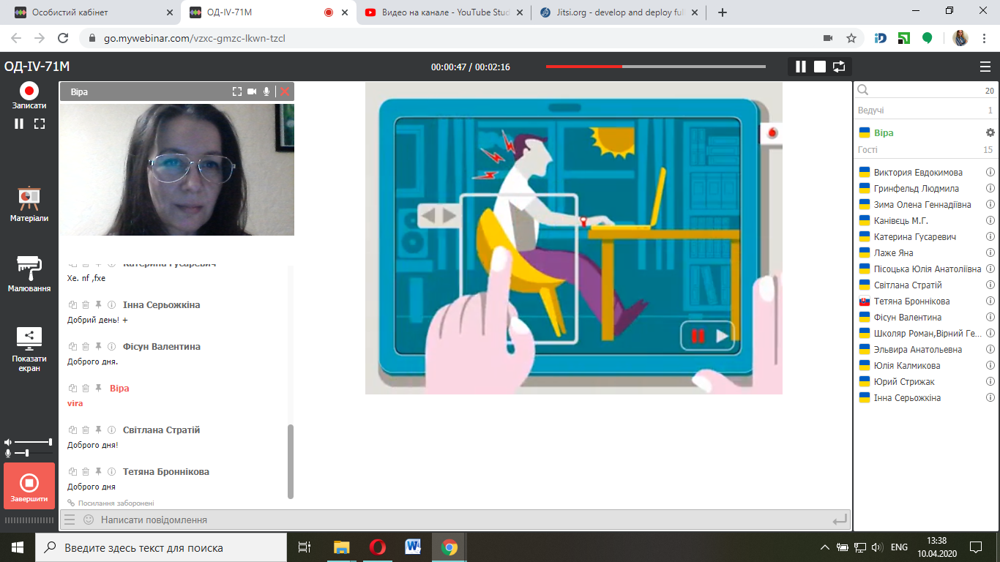 Особистий кабінет
ОД-IV-71М
Видео на канале - YouTube Stud
Jitsi.org - develop and deploy full
go.mywebinar.com/vzxc-gmzc-lkwn-tzcl
ОД-IV-71М
00:00:47 / 00:02:16
Записати
Матеріали
Малювання
Показати
екран
Завершити
Віра
Катерина Гусаревич
Xe. nf ,fxe
Інна Серьожкіна
Добрий день! +
Фісун Валентина
Доброго дня.
Віра
vira
Світлана Стратій
Доброго дня!
Тетяна Броннікова
Доброго дня
Посилання заборонені
Написати повідомлення
20
Ведучі 1
Віра
Гості 15
Виктория Евдокимова
Гринфельд Людмила
Зима Олена Геннадіївна
Канівєць М.Г.
Катерина Гусаревич
Лаже Яна
Пісоцька Юлія Анатоліївна
Світлана Стратій
Тетяна Броннікова
Фісун Валентина
Школяр Роман,Вірний Ге...
Эльвира Анатольевна
Юлія Калмикова
Юрий Стрижак
Інна Серьожкіна
Введите здесь текст для поиска
ENG
13:38
10.04.2020